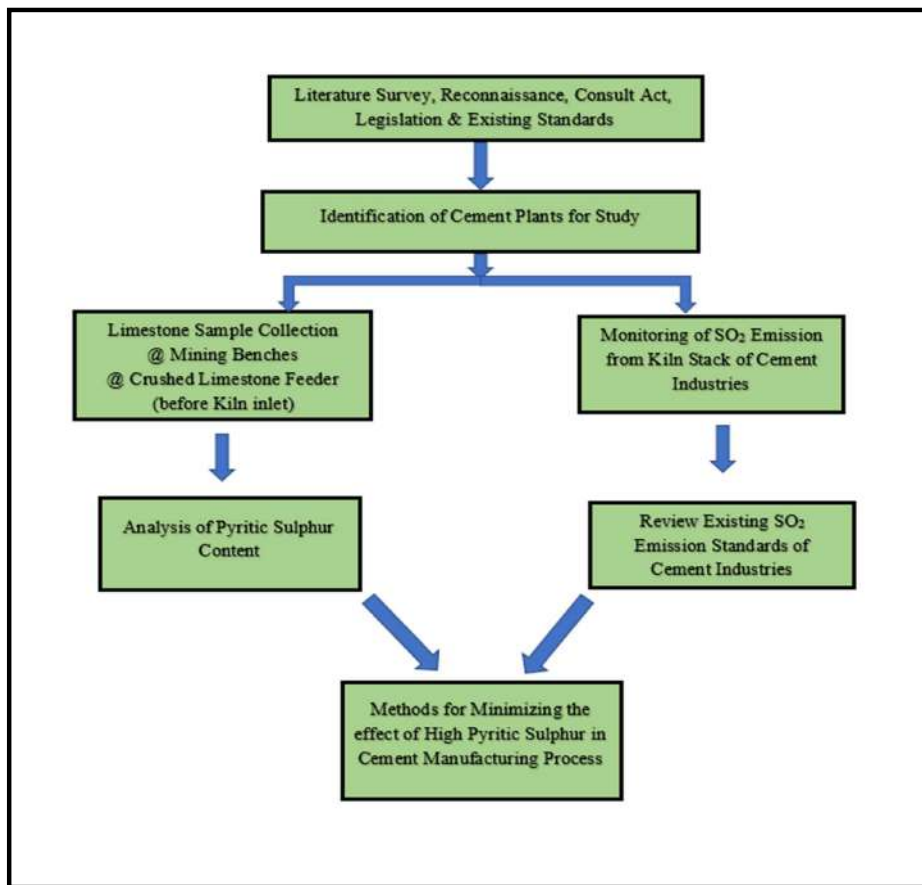 Literature Survey, Reconnaissance, Consult Act,
Legislation & Existing Standards
Identification of Cement Plants for Study
Limestone Sample Collection
@ Mining Benches
@ Crushed Limestone Feeder
(before Kiln inlet)
Monitoring of SO₂ Emission
from Kiln Stack of Cement
Industries
Analysis of Pyritic Sulphur
Content
Review Existing SO₂
Emission Standards of
Cement Industries
Methods for Minimizing the
effect of High Pyritic Sulphur in
Cement Manufacturing Process